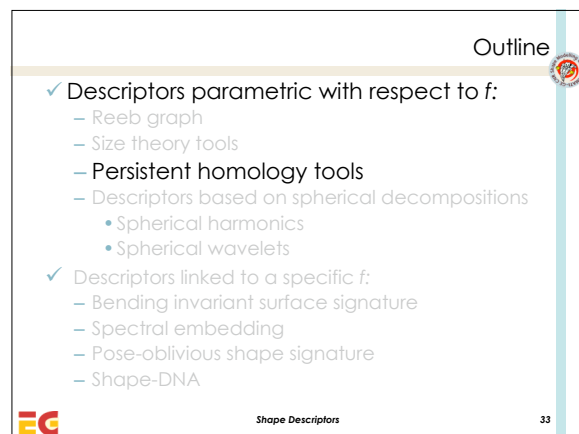 Outline
✓ Descriptors parametric with respect to f:
– Reeb graph
– Size theory tools
– Persistent homology tools
– Descriptors based on spherical decompositions
• Spherical harmonics
• Spherical wavelets
✓ Descriptors linked to a specific f:
– Bending invariant surface signature
– Spectral embedding
– Pose-oblivious shape signature
– Shape-DNA
EG
Shape Descriptors
33